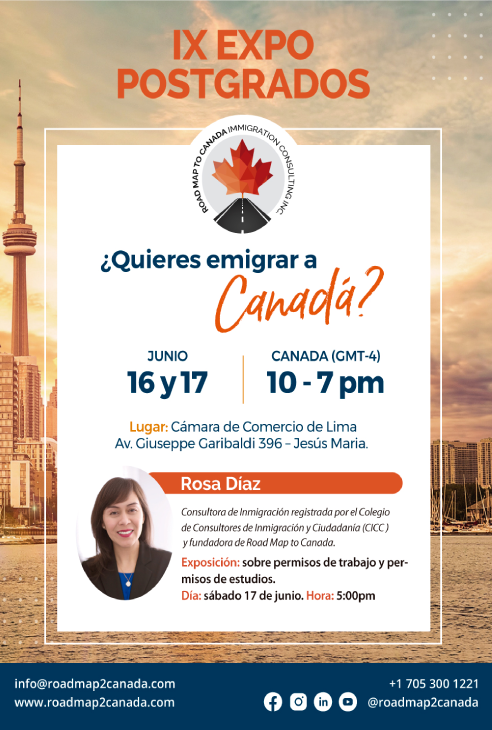 IX EXPO
POSTGRADOS
ROAD MAP TO CANADA IMMIGRATION CONSULTING INC.
¿Quieres emigrar a
Canadá?
JUNIO
16 y 17
CANADA (GMT-4)
10 - 7 pm
Lugar: Cámara de Comercio de Lima
Av. Giuseppe Garibaldi 396 – Jesús Maria.
Rosa Díaz
Consultora de Inmigración registrada por el Colegio
de Consultores de Inmigración y Ciudadanía (CICC )
y fundadora de Road Map to Canada.
Exposición: sobre permisos de trabajo y per-
misos de estudios.
Día: sábado 17 de junio. Hora: 5:00pm
info@roadmap2canada.com
www.roadmap2canada.com
+1 705 300 1221
@roadmap2canada